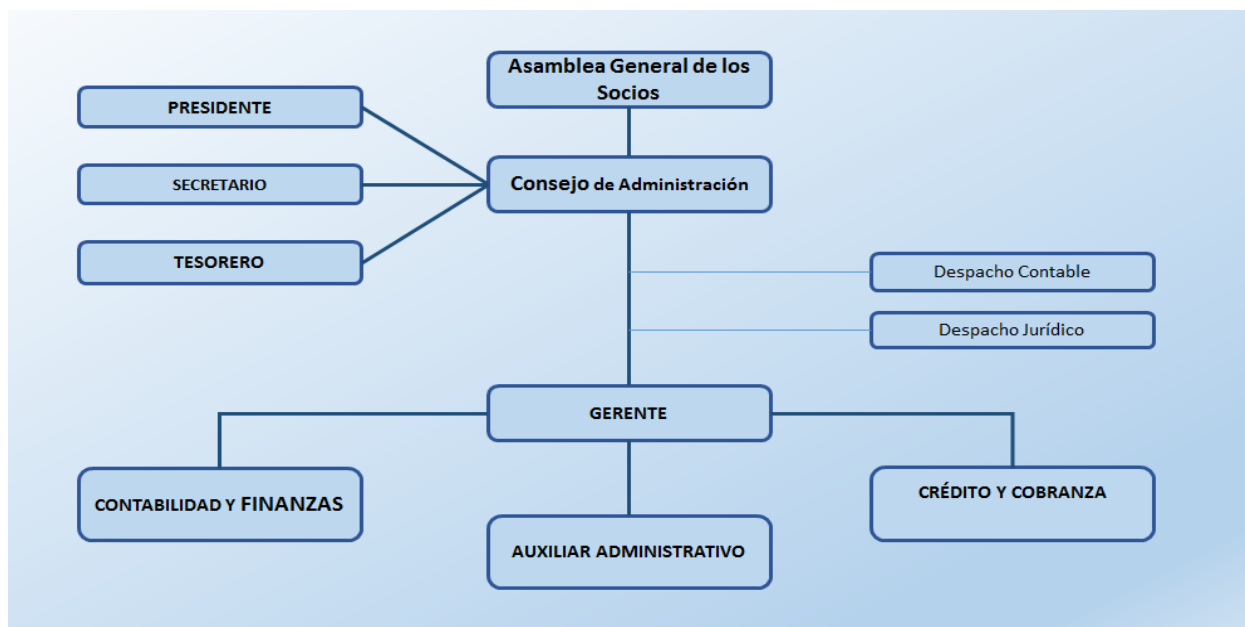 Asamblea General de los
Socios
PRESIDENTE
Consejo de Administración
SECRETARIO
TESORERO
Despacho Contable
Despacho Jurídico
GERENTE
CONTABILIDAD Y FINANZAS
CRÉDITO Y COBRANZA
AUXILIAR ADMINISTRATIVO